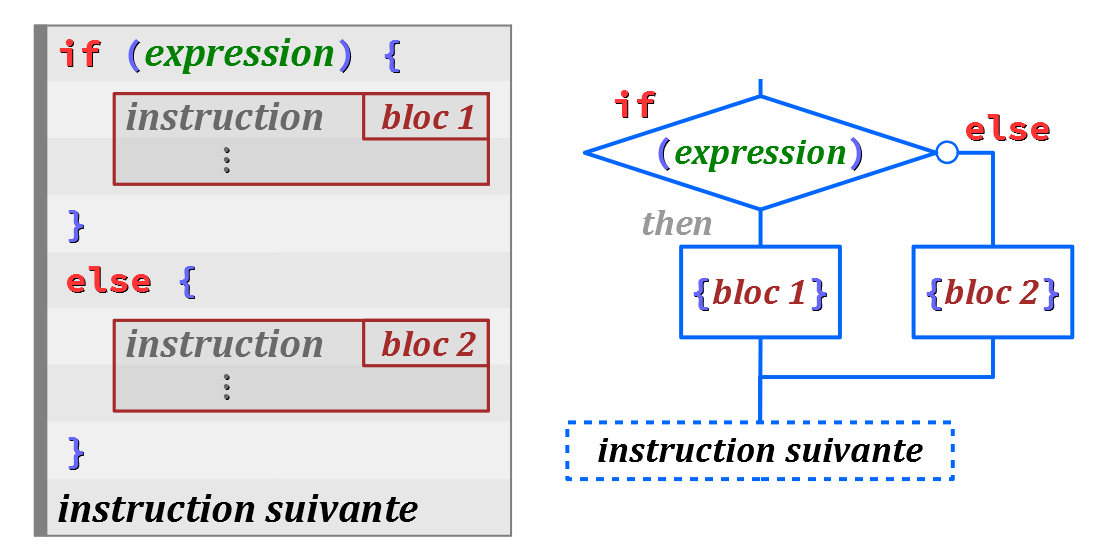 if (expression) {
instruction bloc 1
⋮
}
else {
instruction bloc 2
⋮
}
instruction suivante
if
else
(expression)
then
{bloc 1}
{bloc 2}
instruction suivante